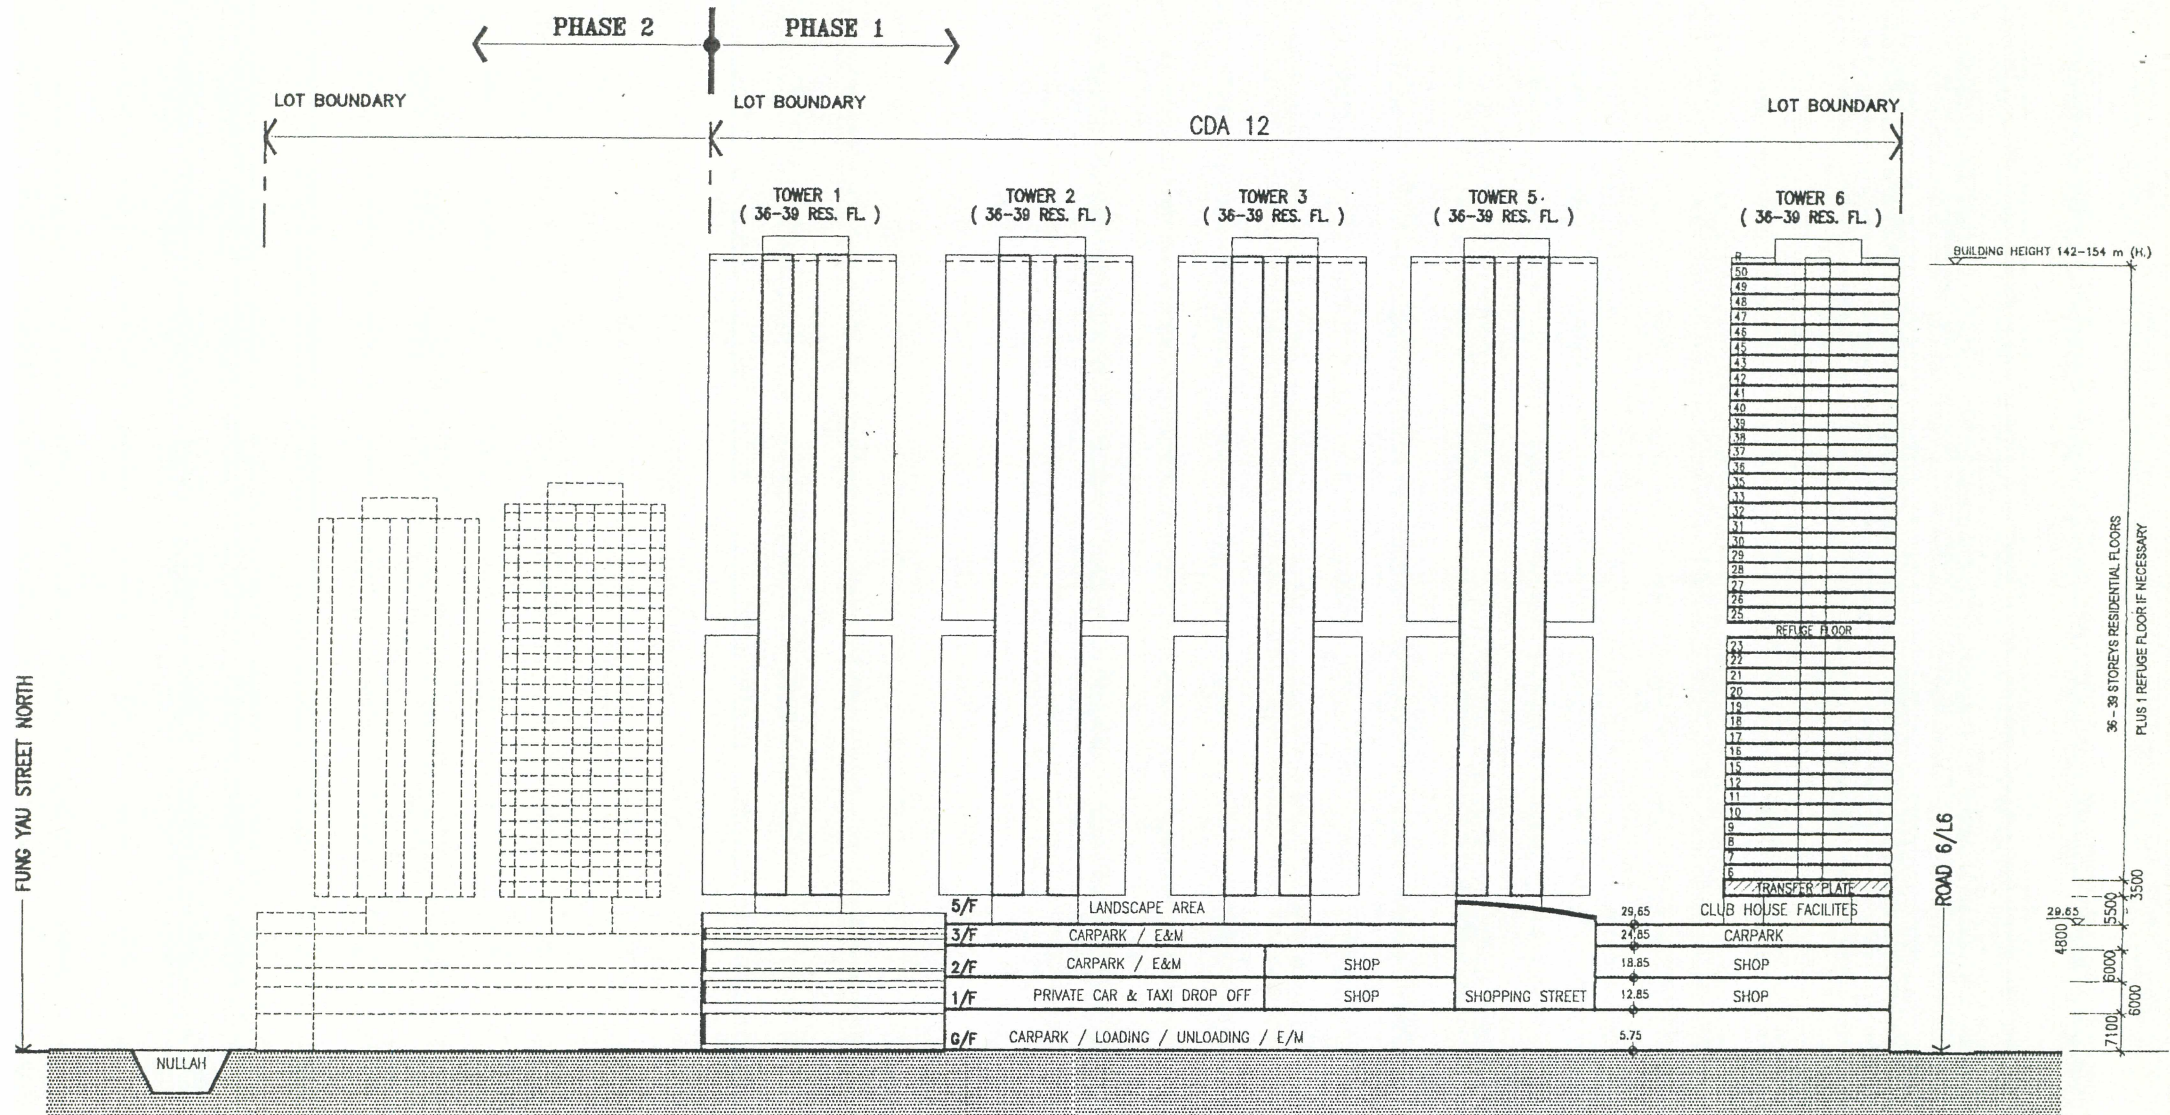 PHASE 2
PHASE 1
LOT BOUNDARY
LOT BOUNDARY
LOT BOUNDARY
CDA 12
TOWER 1
( 36-39 RES. FL. )
TOWER 2
( 36-39 RES. FL. )
TOWER 3
( 36-39 RES. FL. )
TOWER 5
( 36-39 RES. FL. )
TOWER 6
( 36-39 RES. FL. )
BUILDING HEIGHT 142-154 m (H.)
R
50
49
48
47
46
45
43
42
41
40
39
38
37
36
35
33
32
31
30
29
28
27
26
25
REFUGE FLOOR
23
22
21
20
19
18
17
16
15
12
11
10
9
8
7
6
TRANSFER PLATE
36-39 STOREYS RESIDENTIAL FLOORS
PLUS 1 REFUGE FLOOR IF NECESSARY
FUNG YAU STREET NORTH
ROAD 6/L6
5/F LANDSCAPE AREA 29.65 CLUB HOUSE FACILITES
3/F CARPARK / E&M 24.85 CARPARK
2/F CARPARK / E&M SHOP 18.85 SHOP
1/F PRIVATE CAR & TAXI DROP OFF SHOP SHOPPING STREET 12.85 SHOP
G/F CARPARK / LOADING / UNLOADING / E/M 5.75
29.65
3500
5500
4800
6000
6000
7100
NULLAH